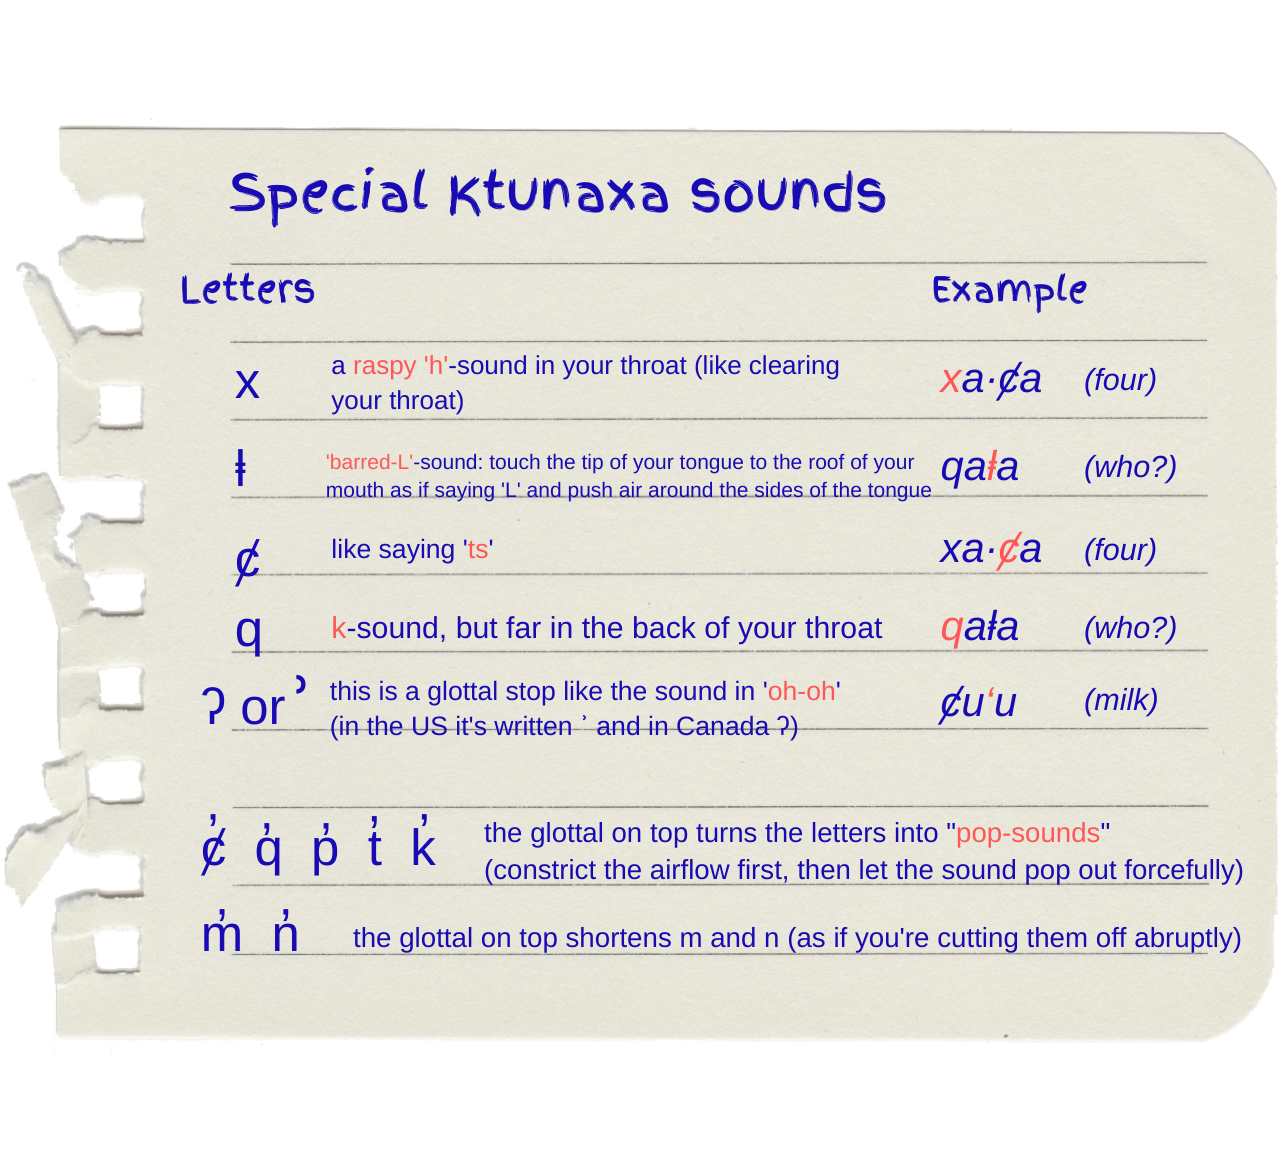 Special Ktunaxa sounds
Letters Example
x a raspy 'h'-sound in your throat (like clearing your throat) xa·ȼa (four)
ⱡ 'barred-L'-sound: touch the tip of your tongue to the roof of your mouth as if saying 'L' and push air around the sides of the tongue qaⱡa (who?)
ȼ like saying 'ts' xa·ȼa (four)
q k-sound, but far in the back of your throat qaⱡa (who?)
ʔ or ʾ this is a glottal stop like the sound in 'oh-oh' (in the US it's written ʾ and in Canada ʔ) ȼu‘u (milk)
ȼ̓ q̓ p̓ t̓ k̓ the glottal on top turns the letters into "pop-sounds" (constrict the airflow first, then let the sound pop out forcefully)
m̓ n̓ the glottal on top shortens m and n (as if you're cutting them off abruptly)